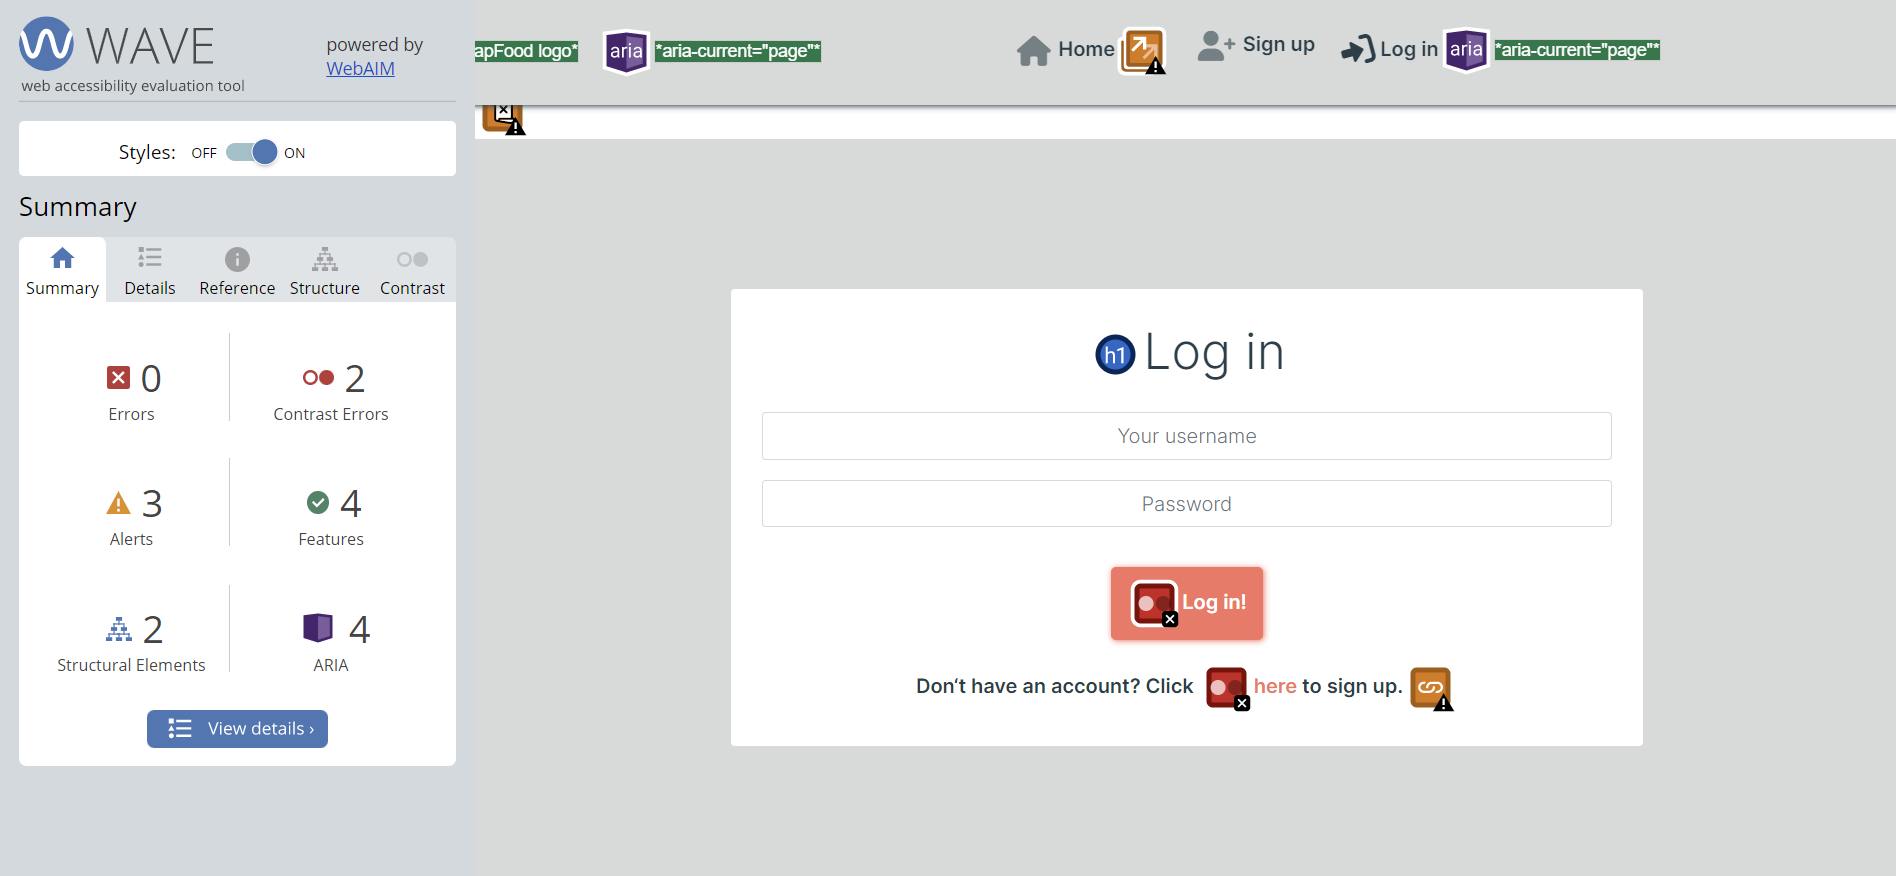 WAVE
powered by
WebAIM
web accessibility evaluation tool
Styles: OFF ON
Summary
Summary Details Reference Structure Contrast
0
Errors
2
Contrast Errors
3
Alerts
4
Features
2
Structural Elements
4
ARIA
View details ›
apFood logo* aria *aria-current="page"*
Home Sign up Log in aria *aria-current="page"*
h1 Log in
Your username
Password
Log in!
Don‘t have an account? Click here to sign up.